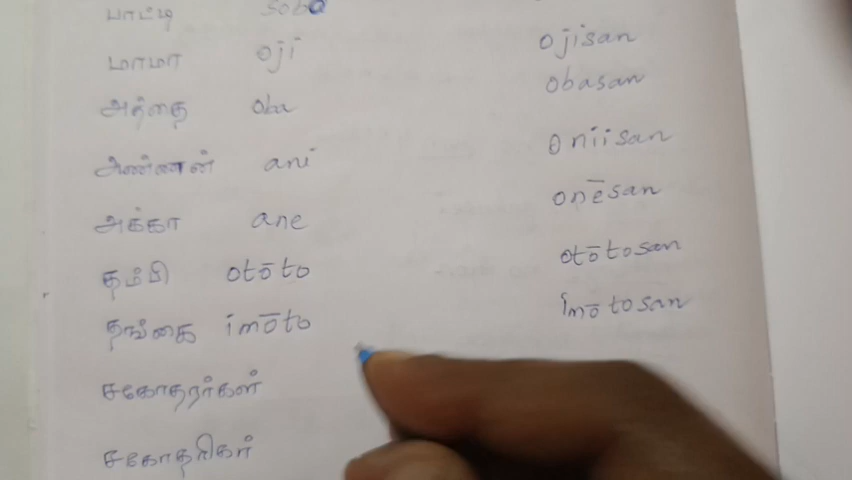 பாட்டி soba
மாமா oji ojisan
அத்தை oba obasan
அண்ணன் ani oniisan
அக்கா ane onēsan
தம்பி otōto otōtosan
தங்கை imōto imōtosan
சகோதரர்கள்
சகோதரிகள்